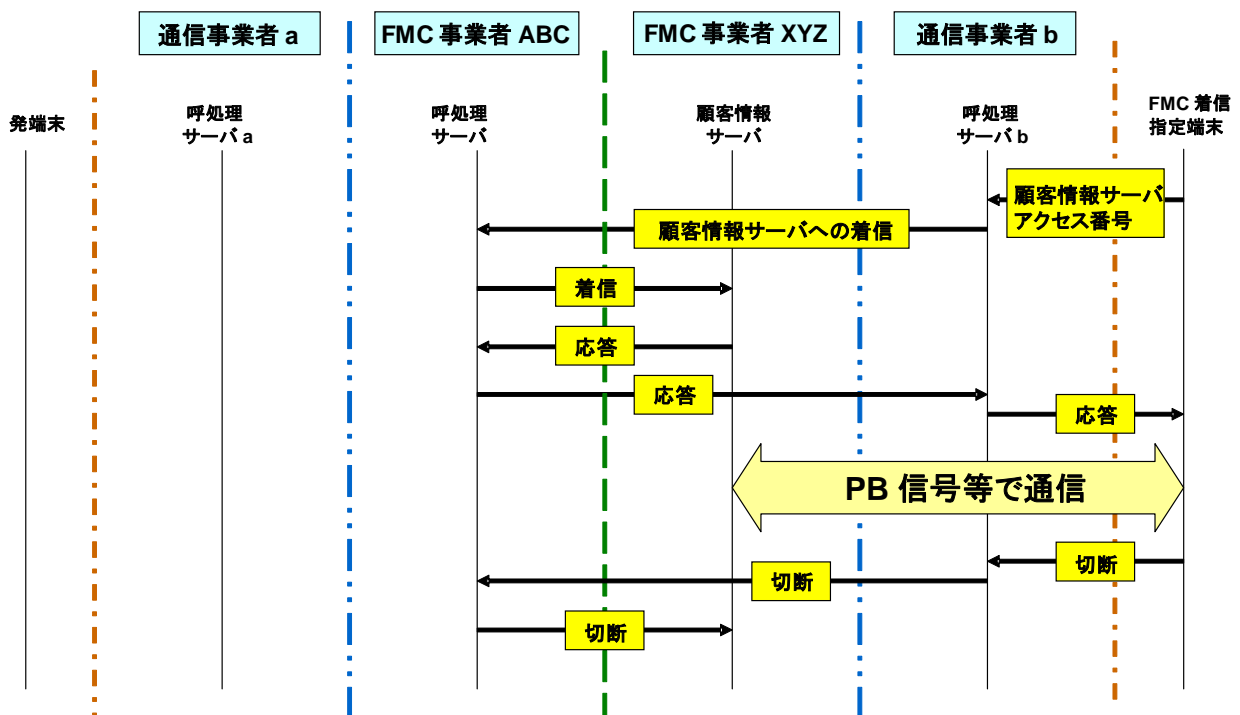 通信事業者 a
FMC 事業者 ABC
FMC 事業者 XYZ
通信事業者 b
発端末
呼処理
サーバ a
呼処理
サーバ
顧客情報
サーバ
呼処理
サーバ b
FMC 着信
指定端末
顧客情報サーバ
アクセス番号
顧客情報サーバへの着信
着信
応答
応答
応答
PB 信号等で通信
切断
切断
切断